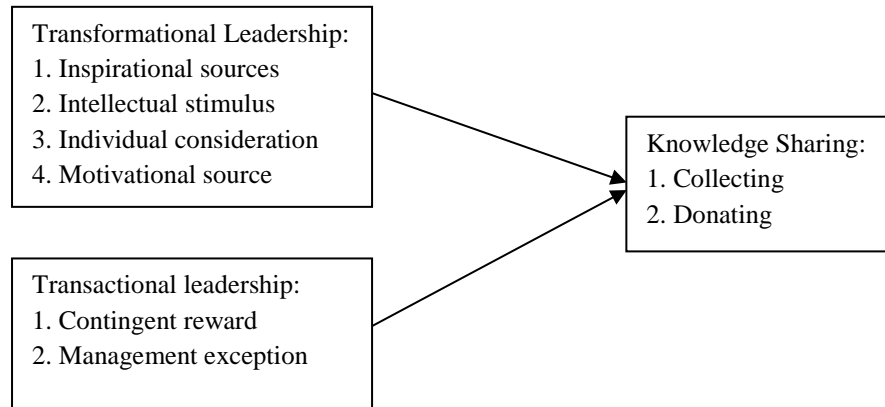 Transformational Leadership:
1. Inspirational sources
2. Intellectual stimulus
3. Individual consideration
4. Motivational source
Knowledge Sharing:
1. Collecting
2. Donating
Transactional leadership:
1. Contingent reward
2. Management exception